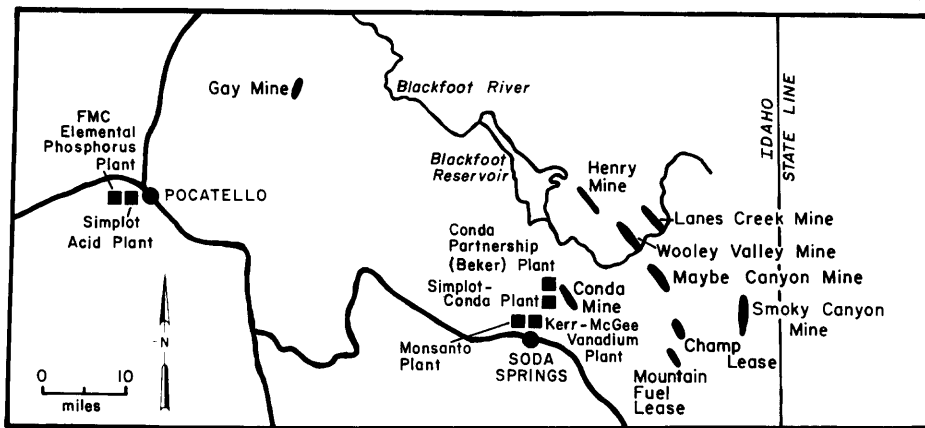 Gay Mine
Blackfoot River
FMC
Elemental
Phosphorus
Plant
POCATELLO
Simplot
Acid Plant
Blackfoot
Reservoir
Henry
Mine
IDAHO
STATE LINE
Lanes Creek Mine
Wooley Valley Mine
Maybe Canyon Mine
Smoky Canyon
Mine
Conda
Partnership
(Beker) Plant
Simplot-
Conda Plant
Conda
Mine
Kerr-McGee
Vanadium
Plant
Monsanto
Plant
SODA
SPRINGS
Champ
Lease
Mountain
Fuel
Lease
N
0 10
miles